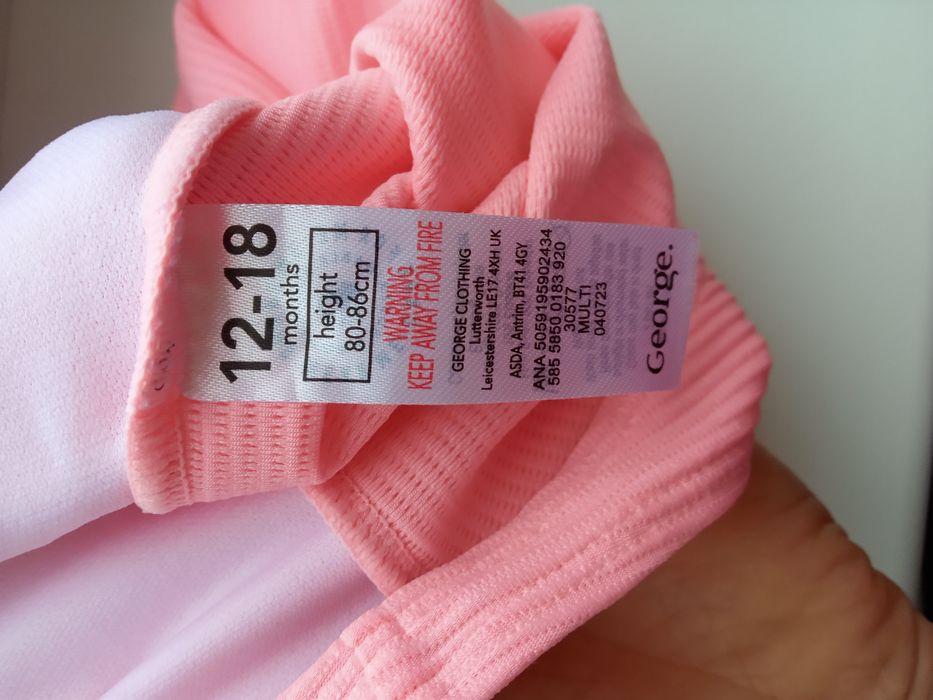 12-18
months
height
80-86cm
WARNING
KEEP AWAY FROM FIRE
GEORGE CLOTHING
Lutterworth
Leicestershire LE17 4XH UK
ASDA, Antrim, BT41 4GY
ANA 5059195902434
585 5850 0183 920
30577
MULTI
040723
George.